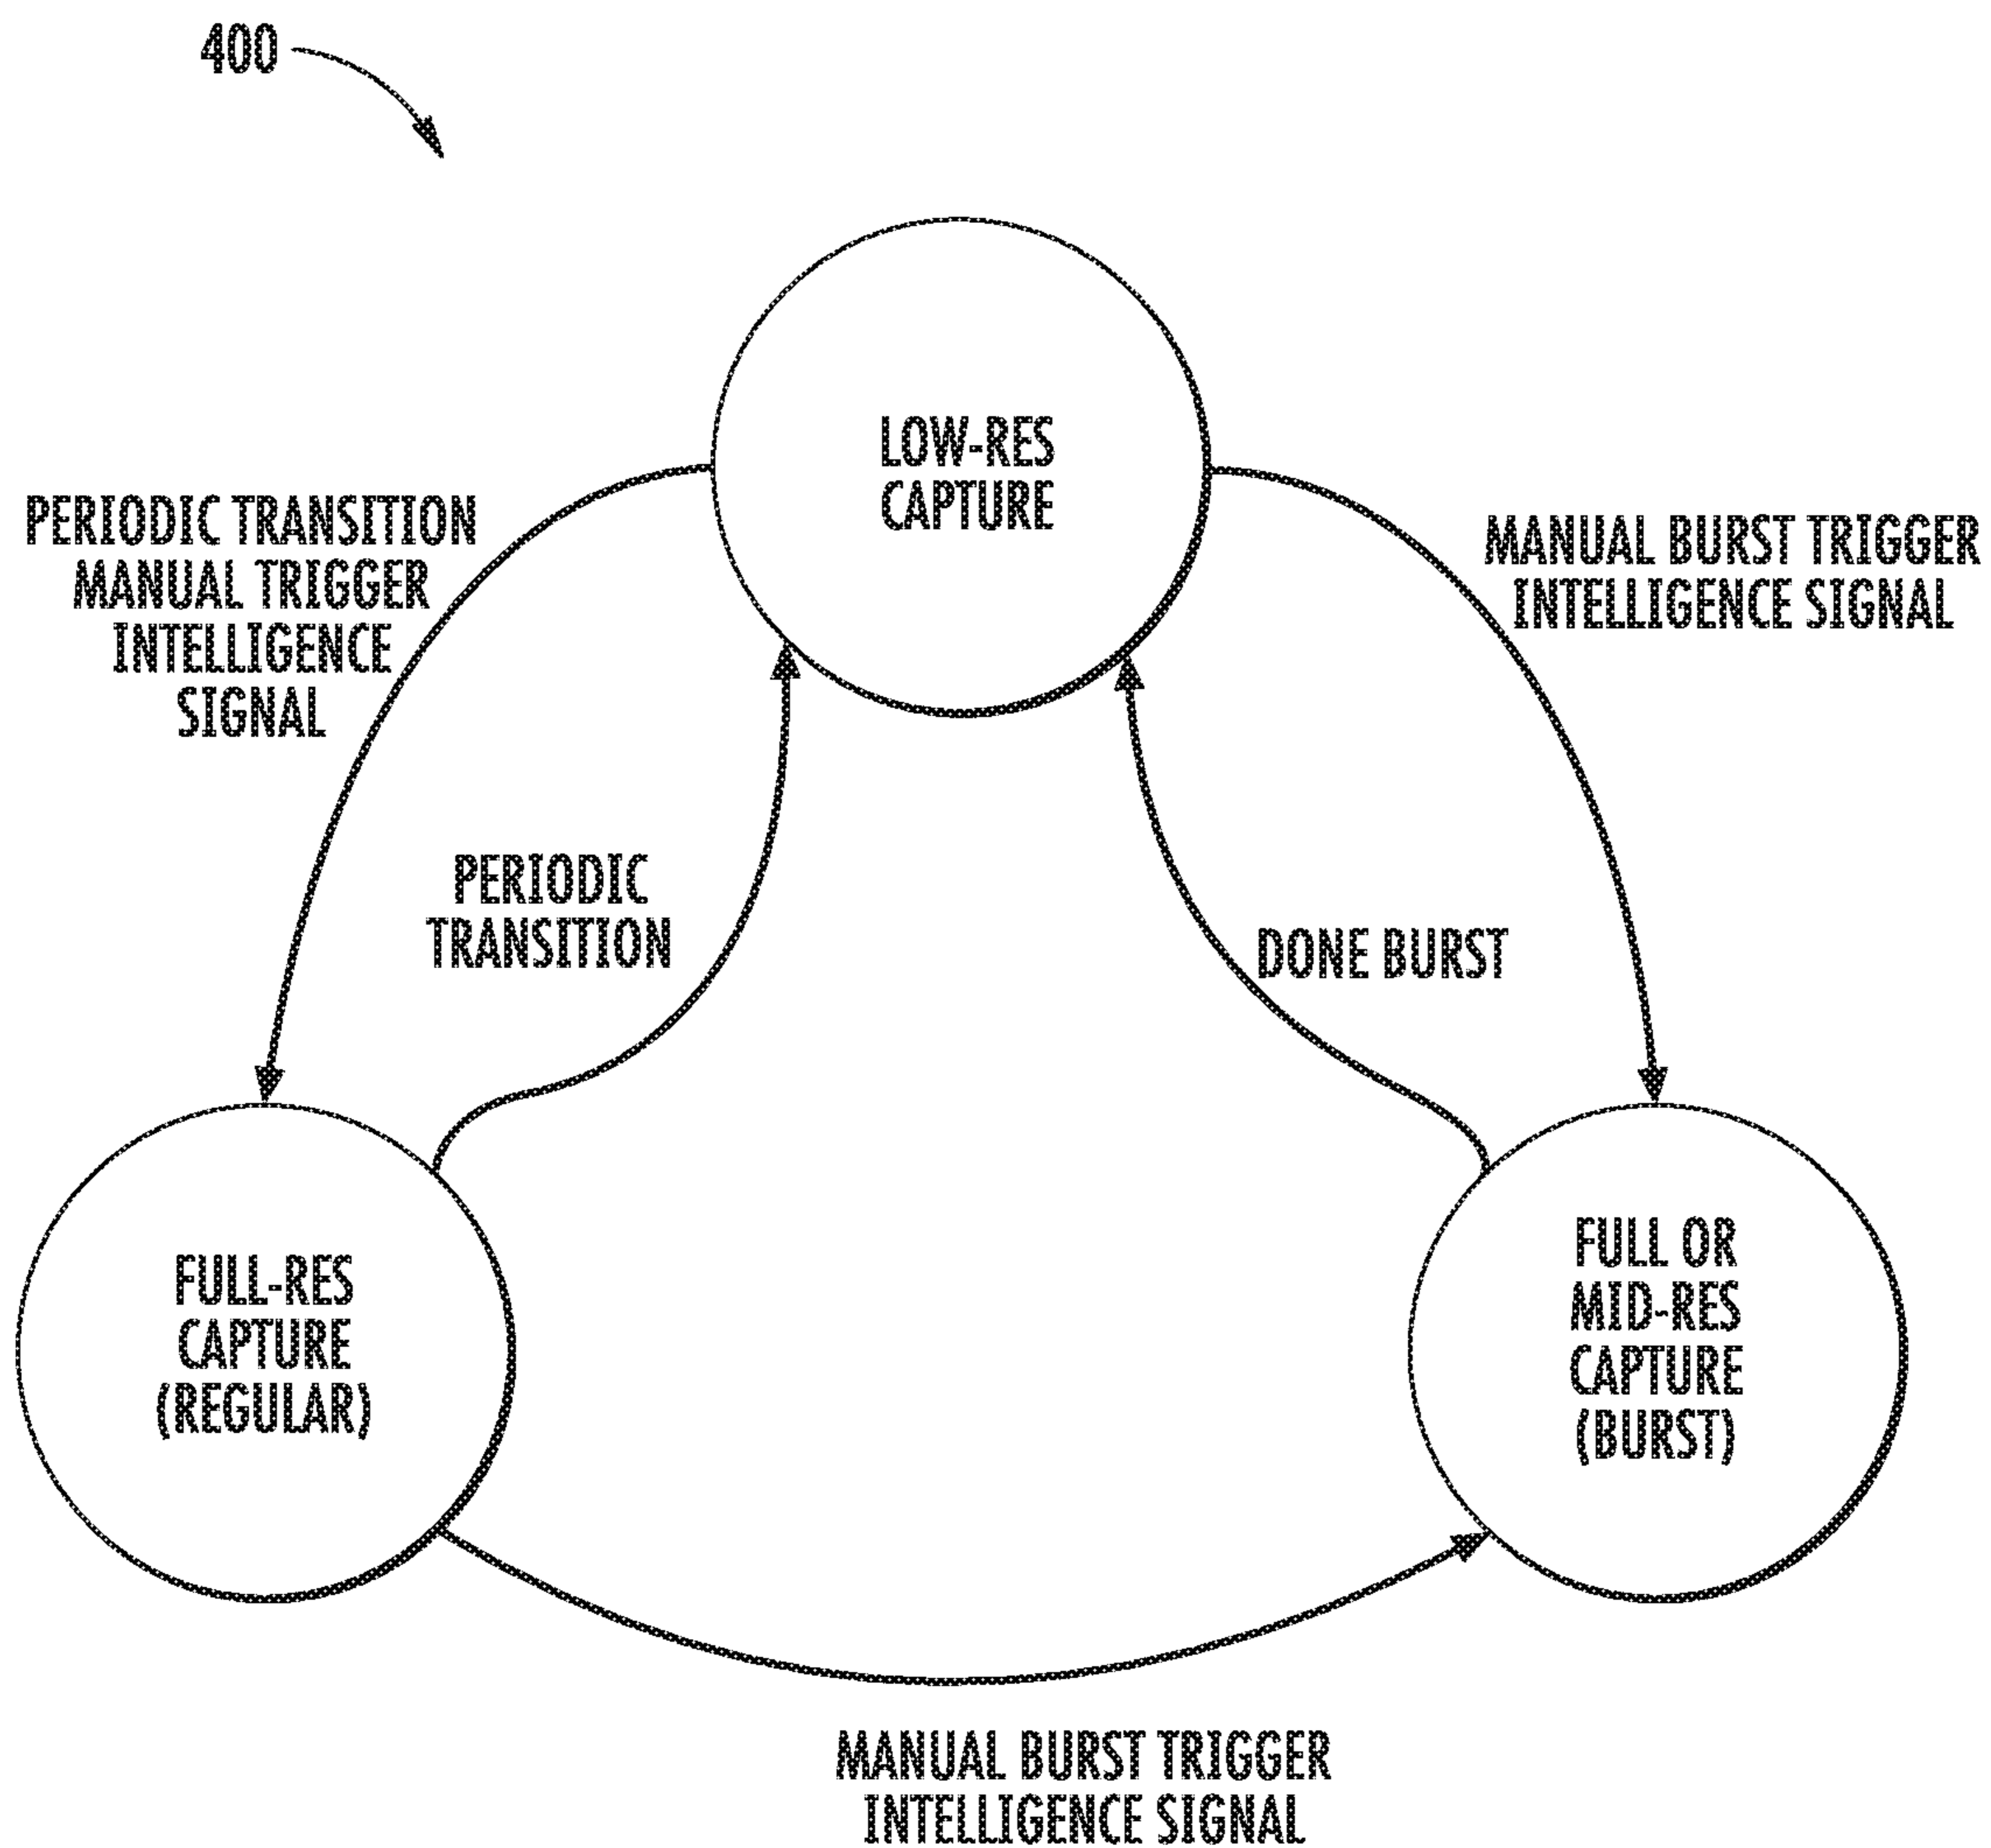 400
LOW-RES
CAPTURE
PERIODIC TRANSITION
MANUAL TRIGGER
INTELLIGENCE
SIGNAL
MANUAL BURST TRIGGER
INTELLIGENCE SIGNAL
PERIODIC
TRANSITION
DONE BURST
FULL-RES
CAPTURE
(REGULAR)
FULL OR
MID-RES
CAPTURE
(BURST)
MANUAL BURST TRIGGER
INTELLIGENCE SIGNAL